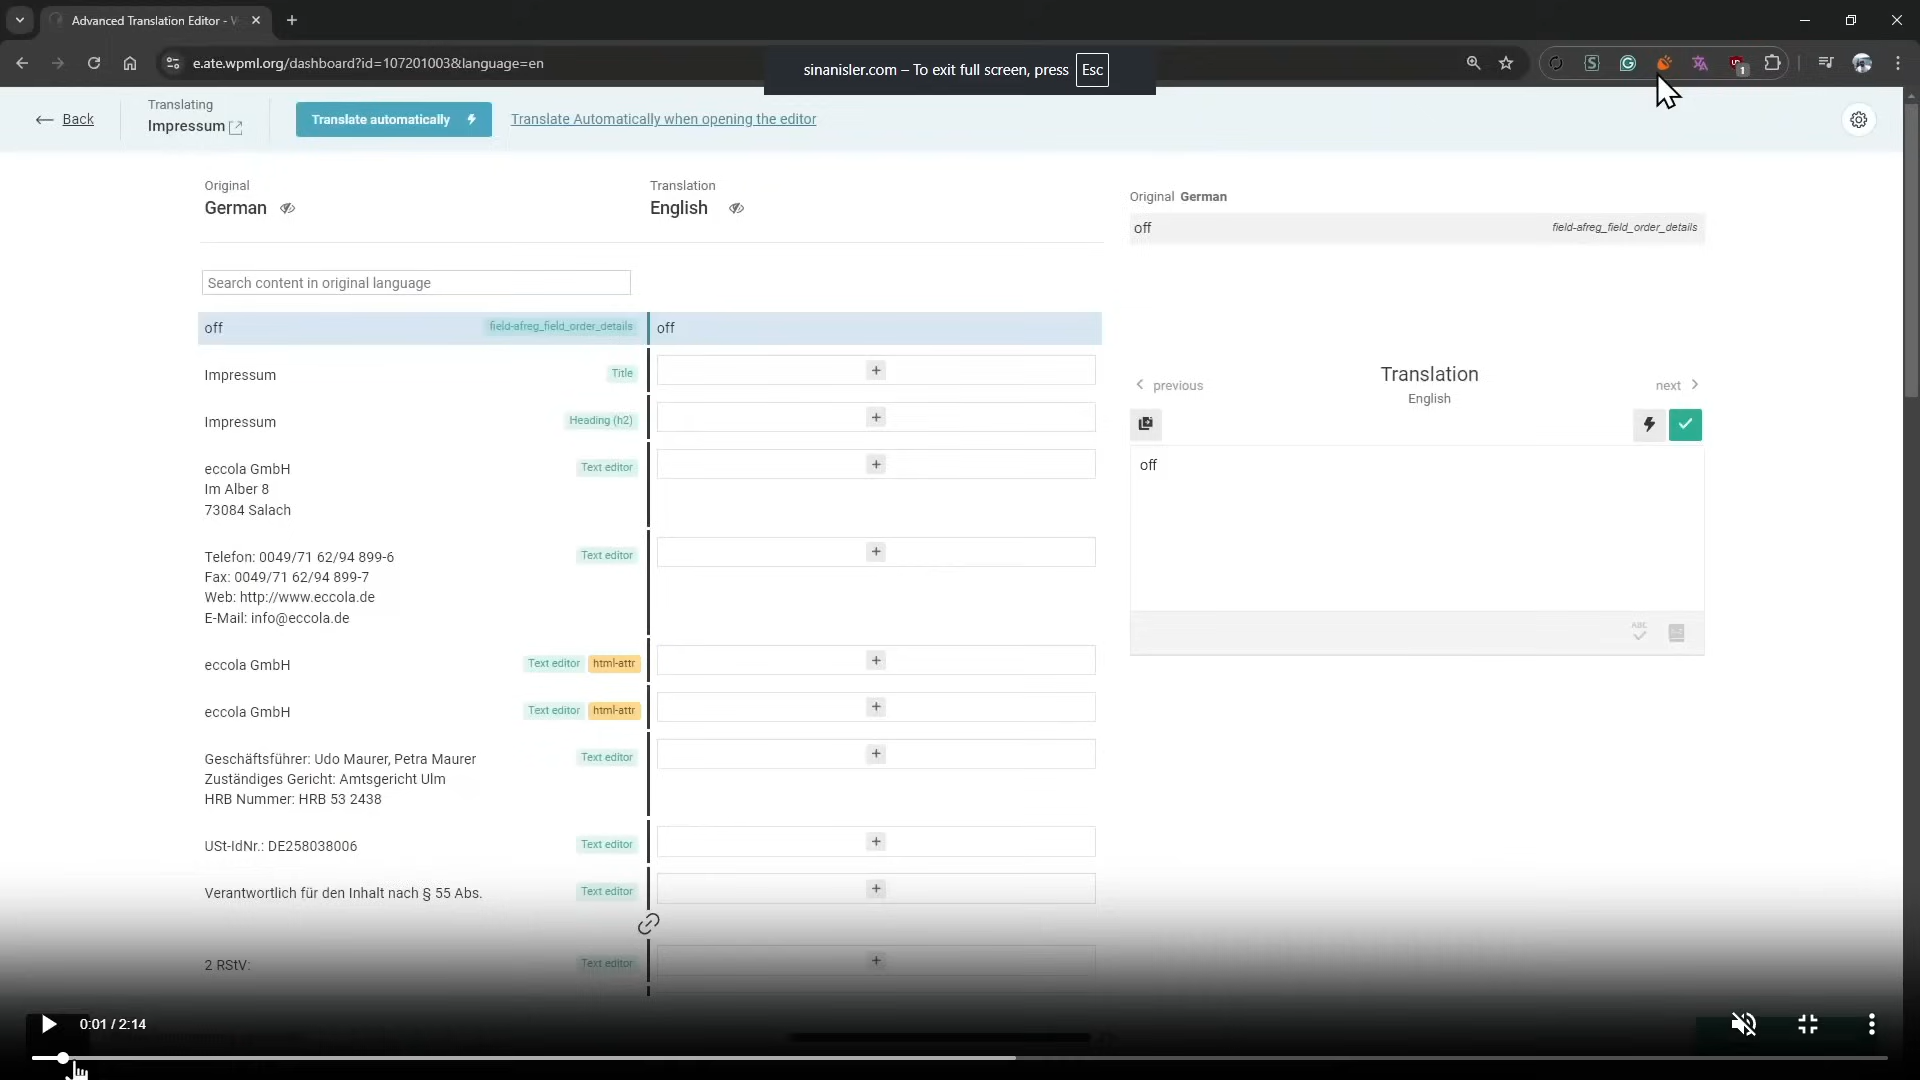 Advanced Translation Editor -
e.ate.wpml.org/dashboard?id=107201003&language=en
sinanisler.com – To exit full screen, press Esc
1
Back
Translating
Impressum
Translate automatically
Translate Automatically when opening the editor
Original
German
Translation
English
Search content in original language
off field-afreg_field_order_details off
Impressum Title
Impressum Heading (h2)
eccola GmbH Text editor
Im Alber 8
73084 Salach
Telefon: 0049/71 62/94 899-6 Text editor
Fax: 0049/71 62/94 899-7
Web: http://www.eccola.de
E-Mail: info@eccola.de
eccola GmbH Text editor html-attr
eccola GmbH Text editor html-attr
Geschäftsführer: Udo Maurer, Petra Maurer Text editor
Zuständiges Gericht: Amtsgericht Ulm
HRB Nummer: HRB 53 2438
USt-IdNr.: DE258038006 Text editor
Verantwortlich für den Inhalt nach § 55 Abs. Text editor
2 RStV: Text editor
Original German
off field-afreg_field_order_details
previous
Translation
next
English
off
ABC
0:01 / 2:14